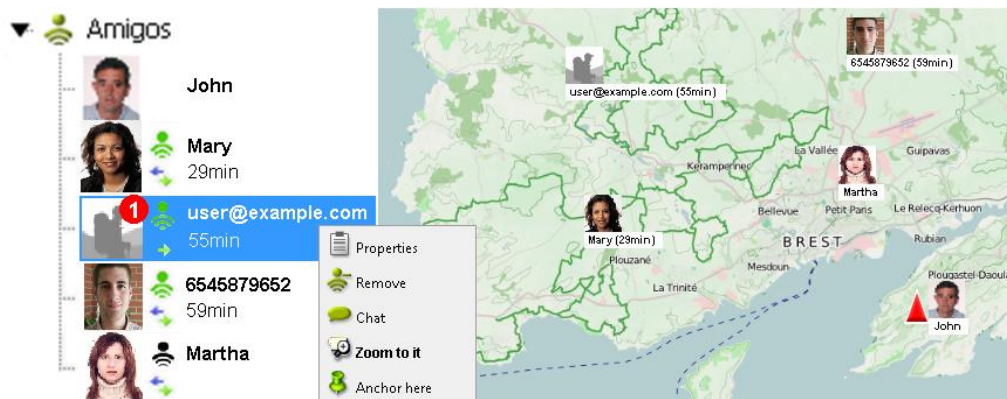 Amigos
John
Mary
29min
1
user@example.com
55min
6545879652
59min
Martha
Properties
Remove
Chat
Zoom to it
Anchor here
6545879652 (59min)
user@example.com (55min)
La Vallée
Guipavas
Kerampennec
Martha
Bellevue
Petit Paris
Le Relecq-Kerhuon
Mary (29min)
BREST
Rubian
Plouzané
Mesdoun
Plougastel-Daoula
La Trinité
John